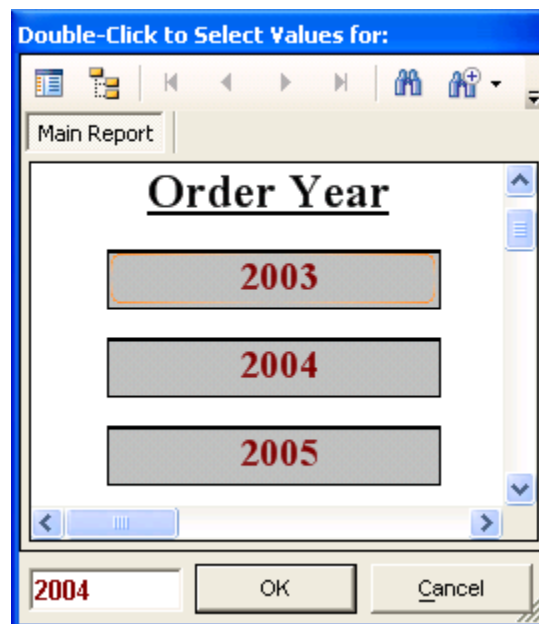 Double-Click to Select Values for:
Main Report
Order Year
2003
2004
2005
2004 OK Cancel